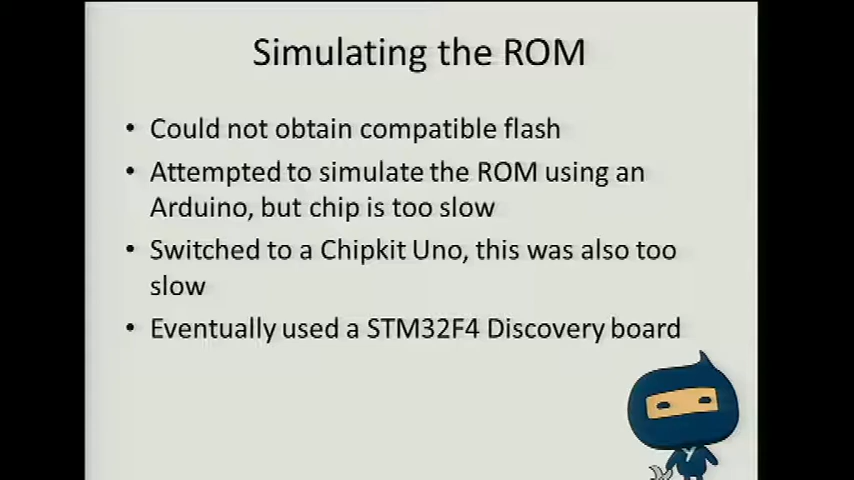 Simulating the ROM
• Could not obtain compatible flash
• Attempted to simulate the ROM using an
Arduino, but chip is too slow
• Switched to a Chipkit Uno, this was also too
slow
• Eventually used a STM32F4 Discovery board